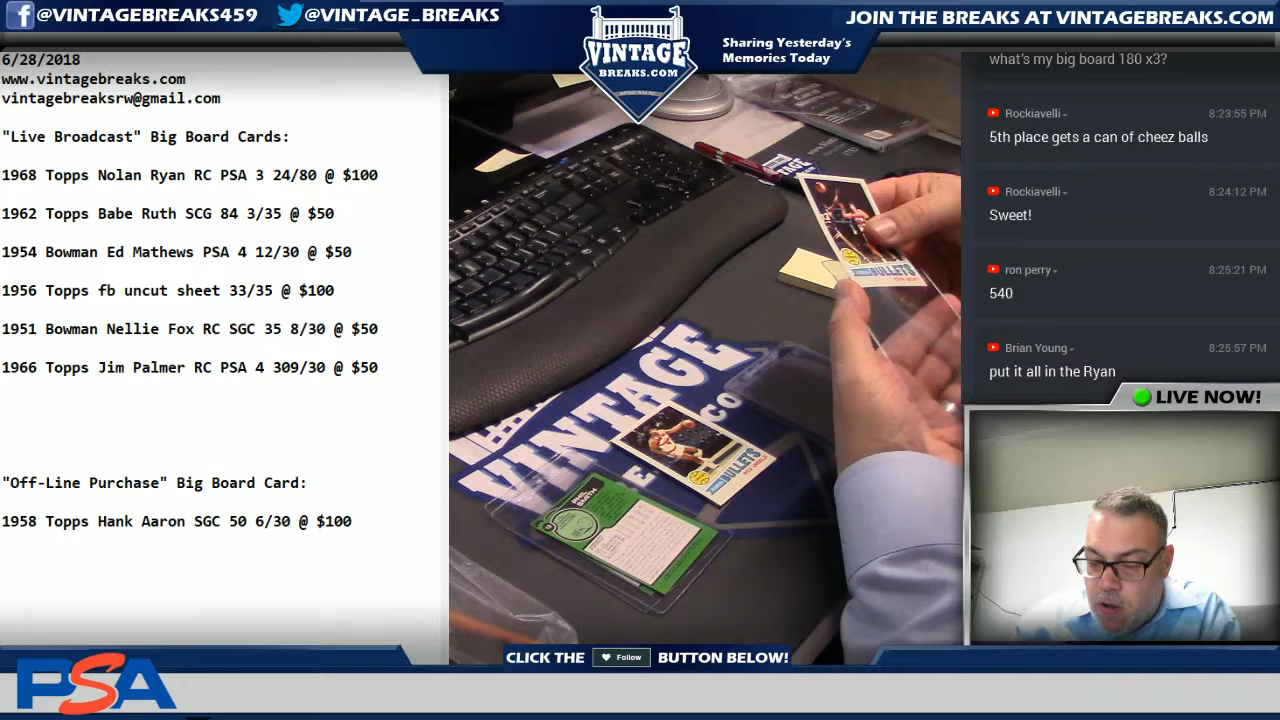 @VINTAGEBREAKS459
@VINTAGE_BREAKS
VINTAGE
BREAKS.COM
Sharing Yesterday's
Memories Today
JOIN THE BREAKS AT VINTAGEBREAKS.COM
6/28/2018
www.vintagebreaks.com
vintagebreaksrw@gmail.com
"Live Broadcast" Big Board Cards:
1968 Topps Nolan Ryan RC PSA 3 24/80 @ $100
1962 Topps Babe Ruth SCG 84 3/35 @ $50
1954 Bowman Ed Mathews PSA 4 12/30 @ $50
1956 Topps fb uncut sheet 33/35 @ $100
1951 Bowman Nellie Fox RC SGC 35 8/30 @ $50
1966 Topps Jim Palmer RC PSA 4 309/30 @ $50
"Off-Line Purchase" Big Board Card:
1958 Topps Hank Aaron SGC 50 6/30 @ $100
BULLETS
VINTAGE
CO
E
BULLETS
WES UNSELD
PHIL
SMITH
what's my big board 180 x3?
Rockiavelli
8:23:55 PM
5th place gets a can of cheez balls
Rockiavelli
8:24:12 PM
Sweet!
ron perry
8:25:21 PM
540
Brian Young
8:25:57 PM
put it all in the Ryan
LIVE NOW!
CLICK THE Follow BUTTON BELOW!
PSA